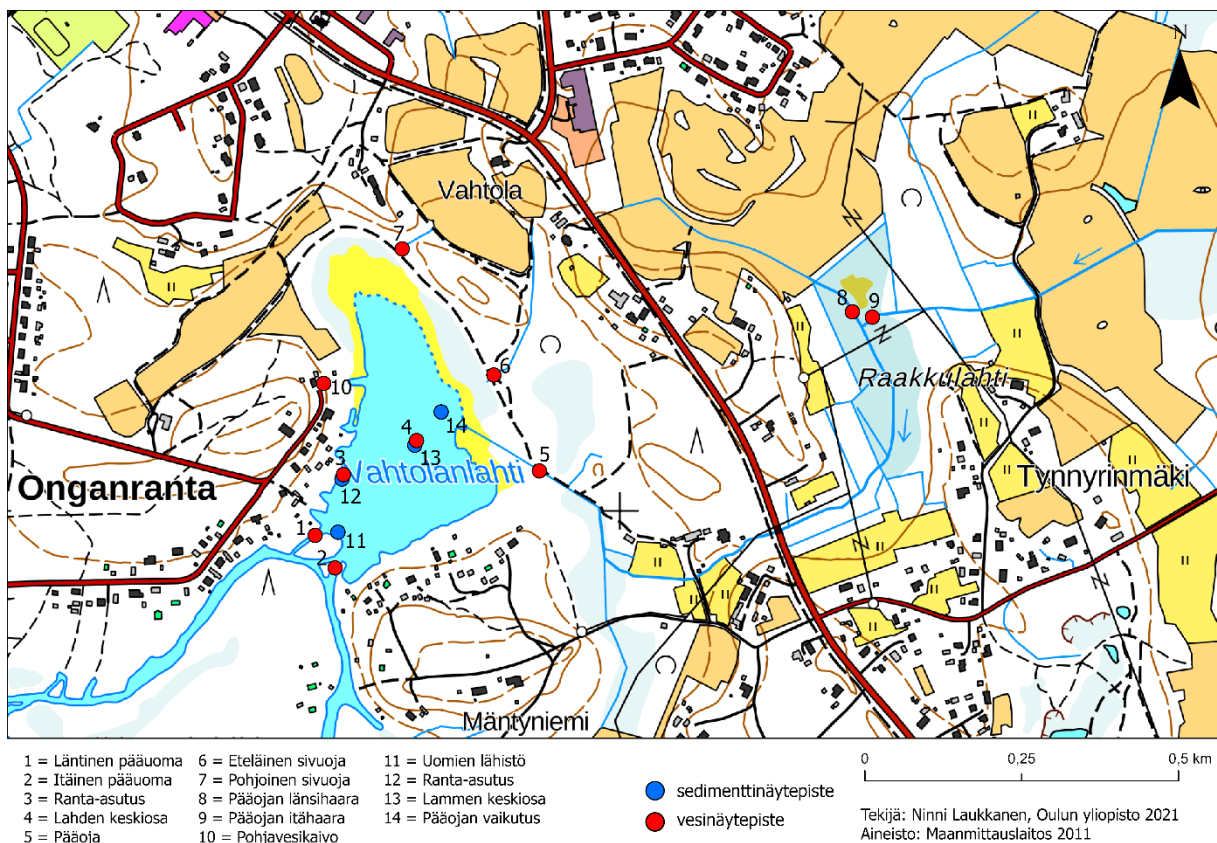 N
Vahtola
7
8
9
6
Raakkulahti
10
14
4
13
5
3
Vahtolanlahti
12
Onganranta
Tynnyrinmäki
1
11
2
Mäntyniemi
1 = Läntinen pääuoma
2 = Itäinen pääuoma
3 = Ranta-asutus
4 = Lahden keskiosa
5 = Pääoja
6 = Eteläinen sivuoja
7 = Pohjoinen sivuoja
8 = Pääojan länsihaara
9 = Pääojan itähaara
10 = Pohjavesikaivo
11 = Uomien lähistö
12 = Ranta-asutus
13 = Lammen keskiosa
14 = Pääojan vaikutus
sedimenttinäytepiste
vesinäytepiste
0 0,25 0,5 km
Tekijä: Ninni Laukkanen, Oulun yliopisto 2021
Aineisto: Maanmittauslaitos 2011